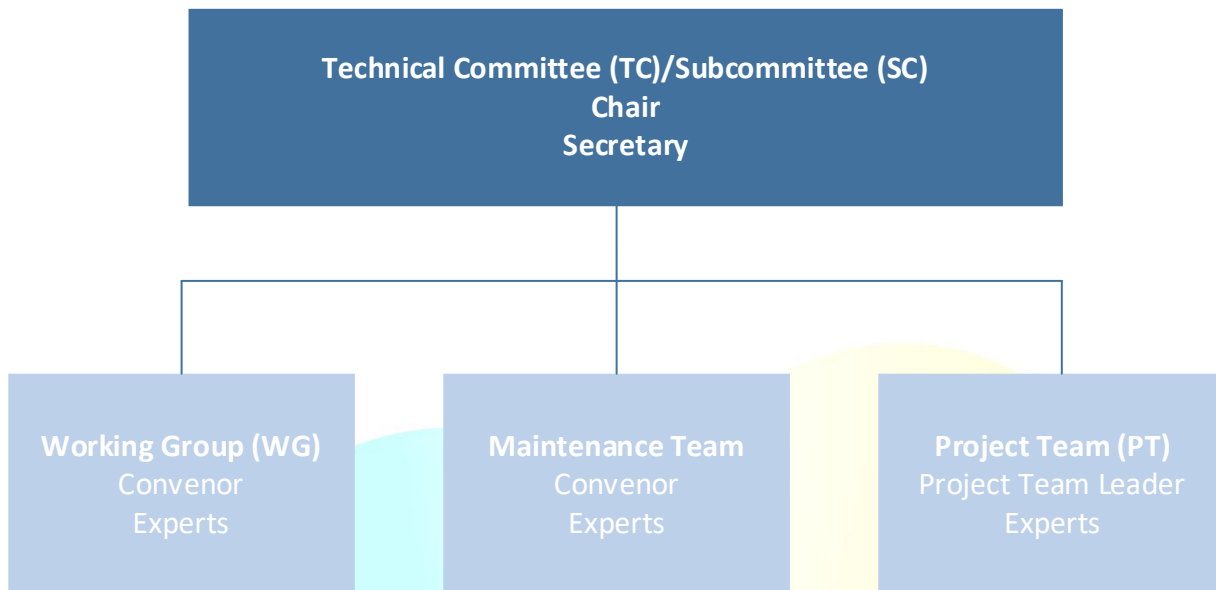 Technical Committee (TC)/Subcommittee (SC)
Chair
Secretary
Working Group (WG)
Convenor
Experts
Maintenance Team
Convenor
Experts
Project Team (PT)
Project Team Leader
Experts